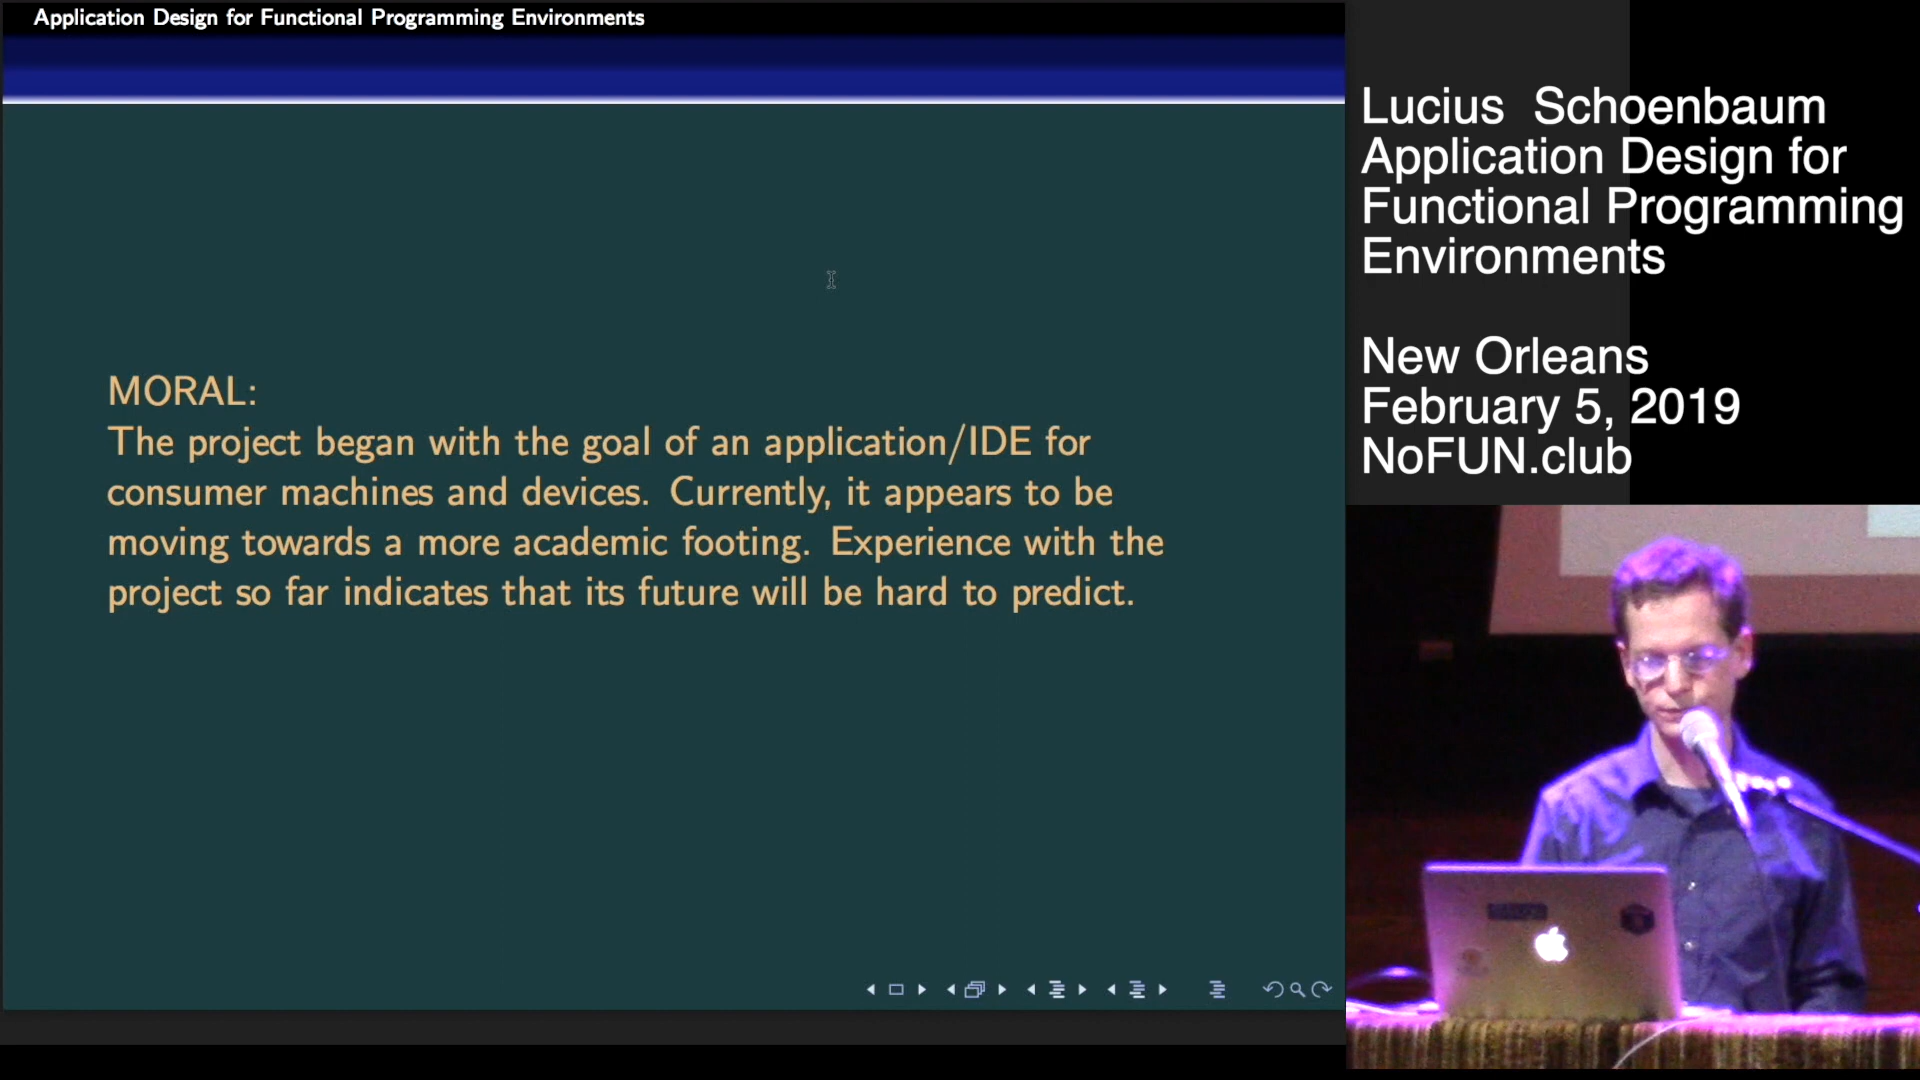 Application Design for Functional Programming Environments
MORAL:
The project began with the goal of an application/IDE for
consumer machines and devices. Currently, it appears to be
moving towards a more academic footing. Experience with the
project so far indicates that its future will be hard to predict.
Lucius Schoenbaum
Application Design for
Functional Programming
Environments
New Orleans
February 5, 2019
NoFUN.club